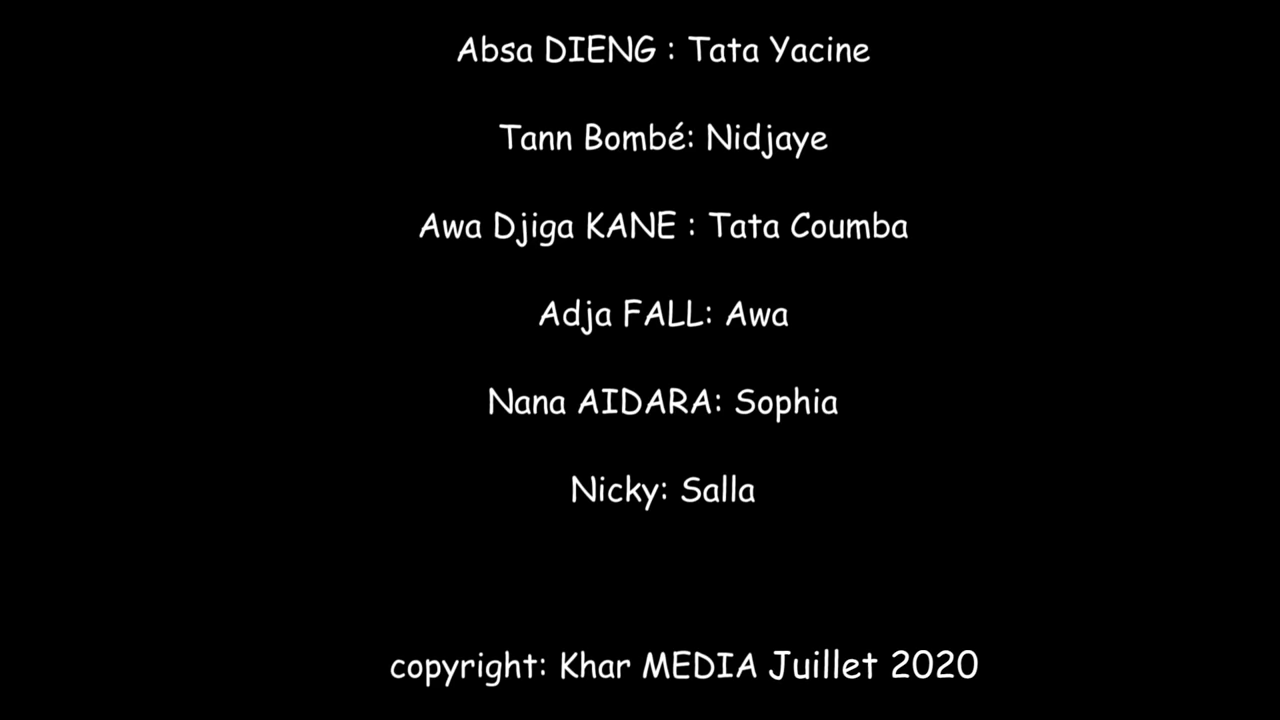 Absa DIENG : Tata Yacine
Tann Bombé: Nidjaye
Awa Djiga KANE : Tata Coumba
Adja FALL: Awa
Nana AIDARA: Sophia
Nicky: Salla
copyright: Khar MEDIA Juillet 2020